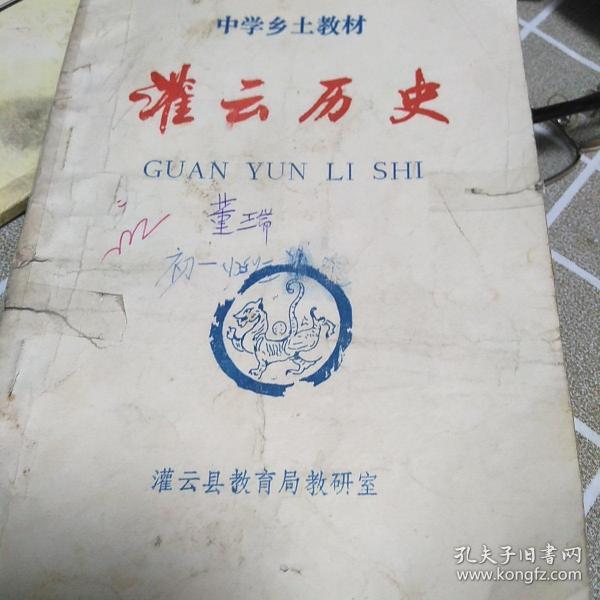 中学乡土教材
灌云历史
GUAN YUN LI SHI
董瑞
初一
灌云县教育局教研室
孔夫子旧书网
www.kongfz.com